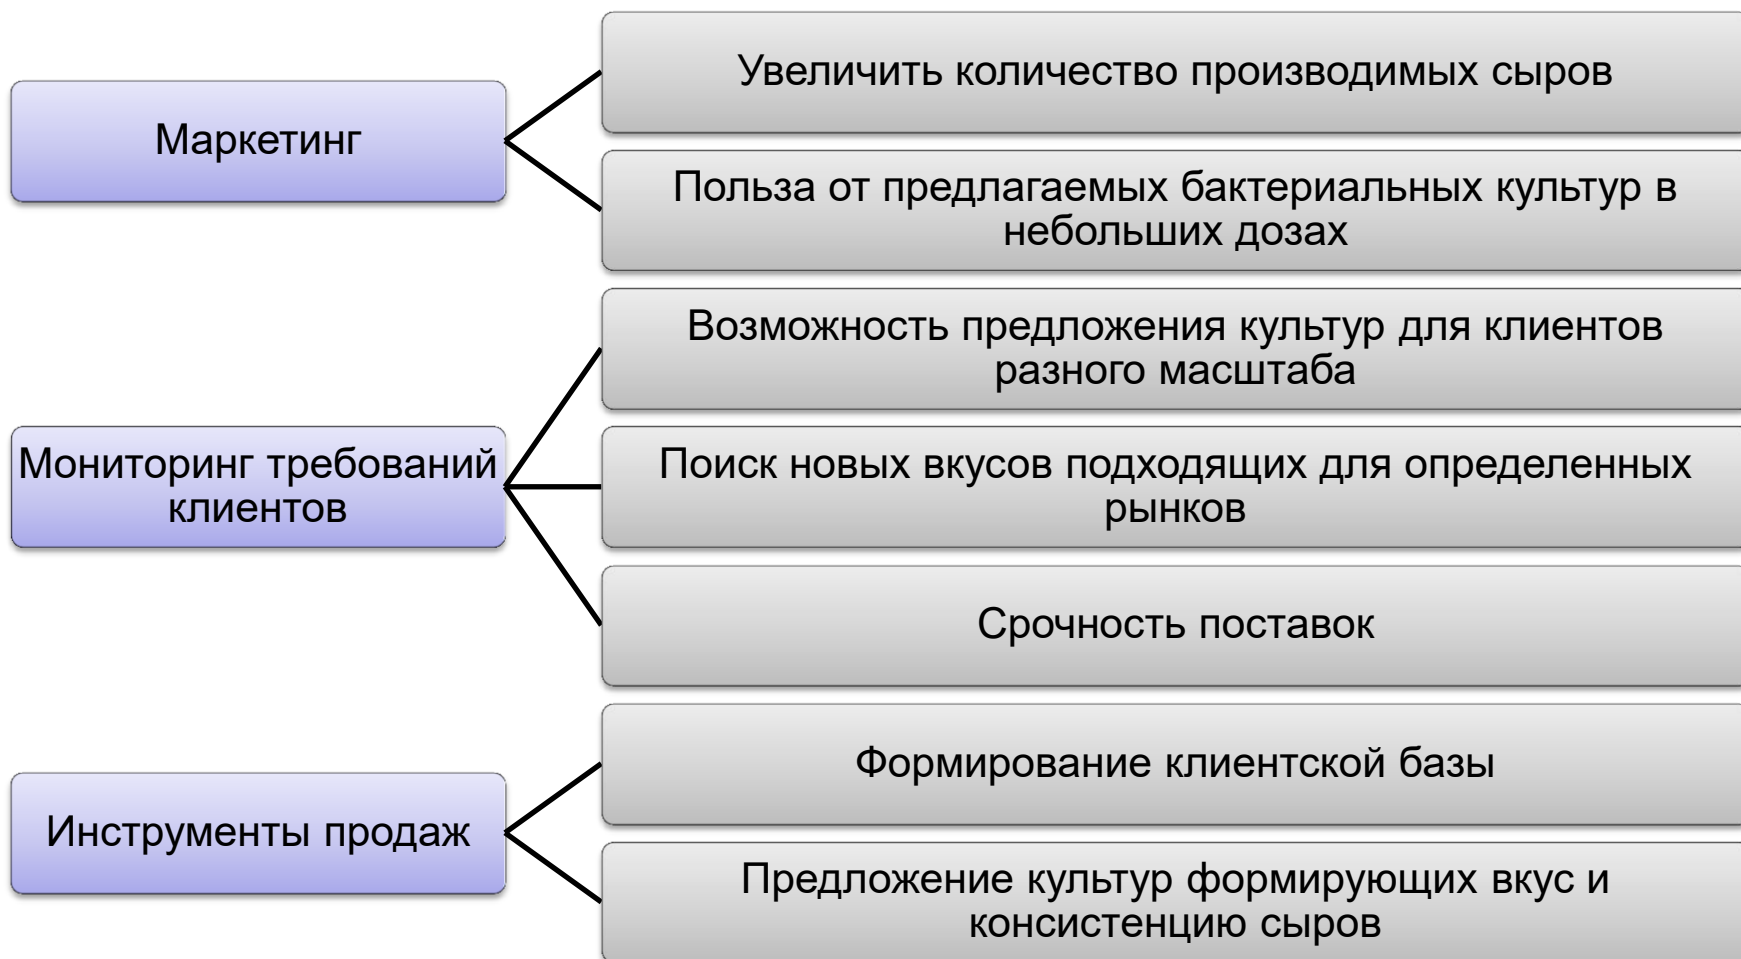 Маркетинг
Увеличить количество производимых сыров
Польза от предлагаемых бактериальных культур в
небольших дозах
Мониторинг требований
клиентов
Возможность предложения культур для клиентов
разного масштаба
Поиск новых вкусов подходящих для определенных
рынков
Срочность поставок
Инструменты продаж
Формирование клиентской базы
Предложение культур формирующих вкус и
консистенцию сыров